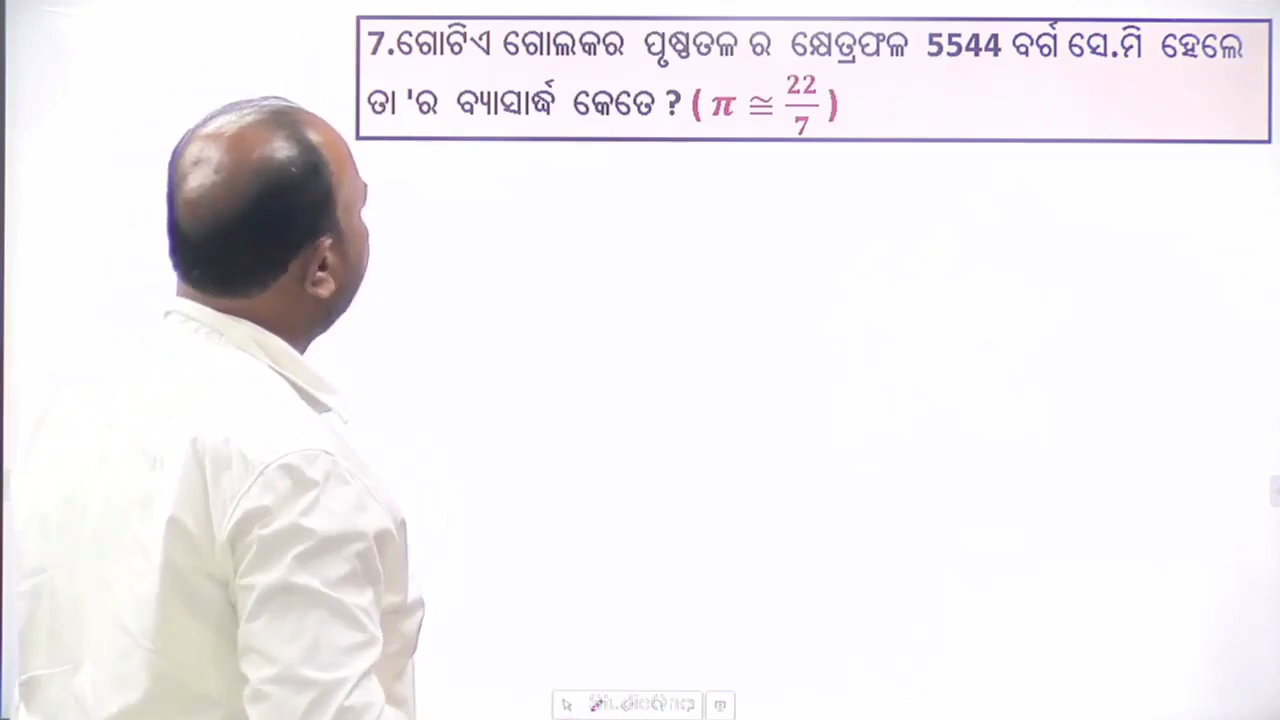 7.ଗୋଟିଏ ଗୋଲକର ପୃଷ୍ଠତଳ ର କ୍ଷେତ୍ରଫଳ 5544 ବର୍ଗ ସେ.ମି ହେଲେ
ତା 'ର ବ୍ୟାସାର୍ଦ୍ଧ କେତେ ? ( π ≅ 22/7 )